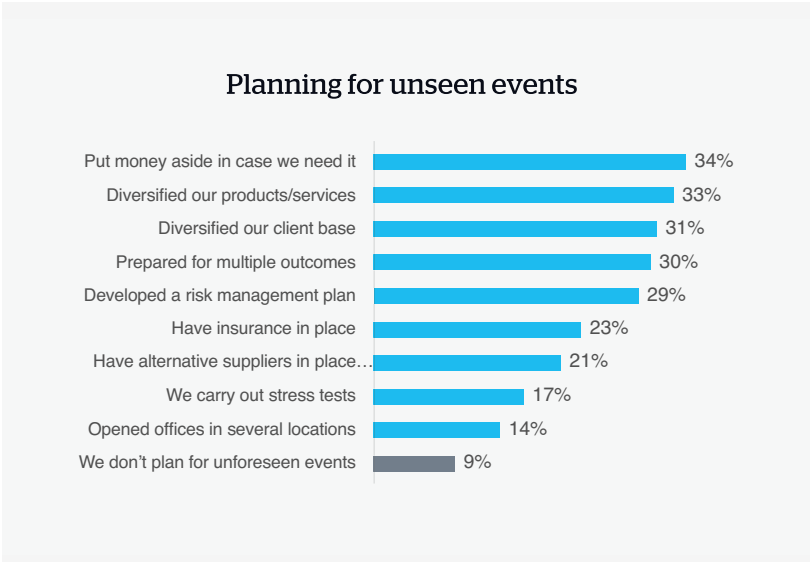 Planning for unseen events
Put money aside in case we need it 34%
Diversified our products/services 33%
Diversified our client base 31%
Prepared for multiple outcomes 30%
Developed a risk management plan 29%
Have insurance in place 23%
Have alternative suppliers in place… 21%
We carry out stress tests 17%
Opened offices in several locations 14%
We don’t plan for unforeseen events 9%